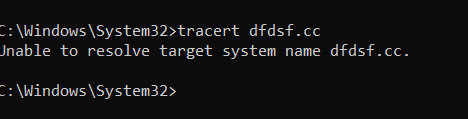 C:\Windows\System32>tracert dfdsf.cc
Unable to resolve target system name dfdsf.cc.
C:\Windows\System32>